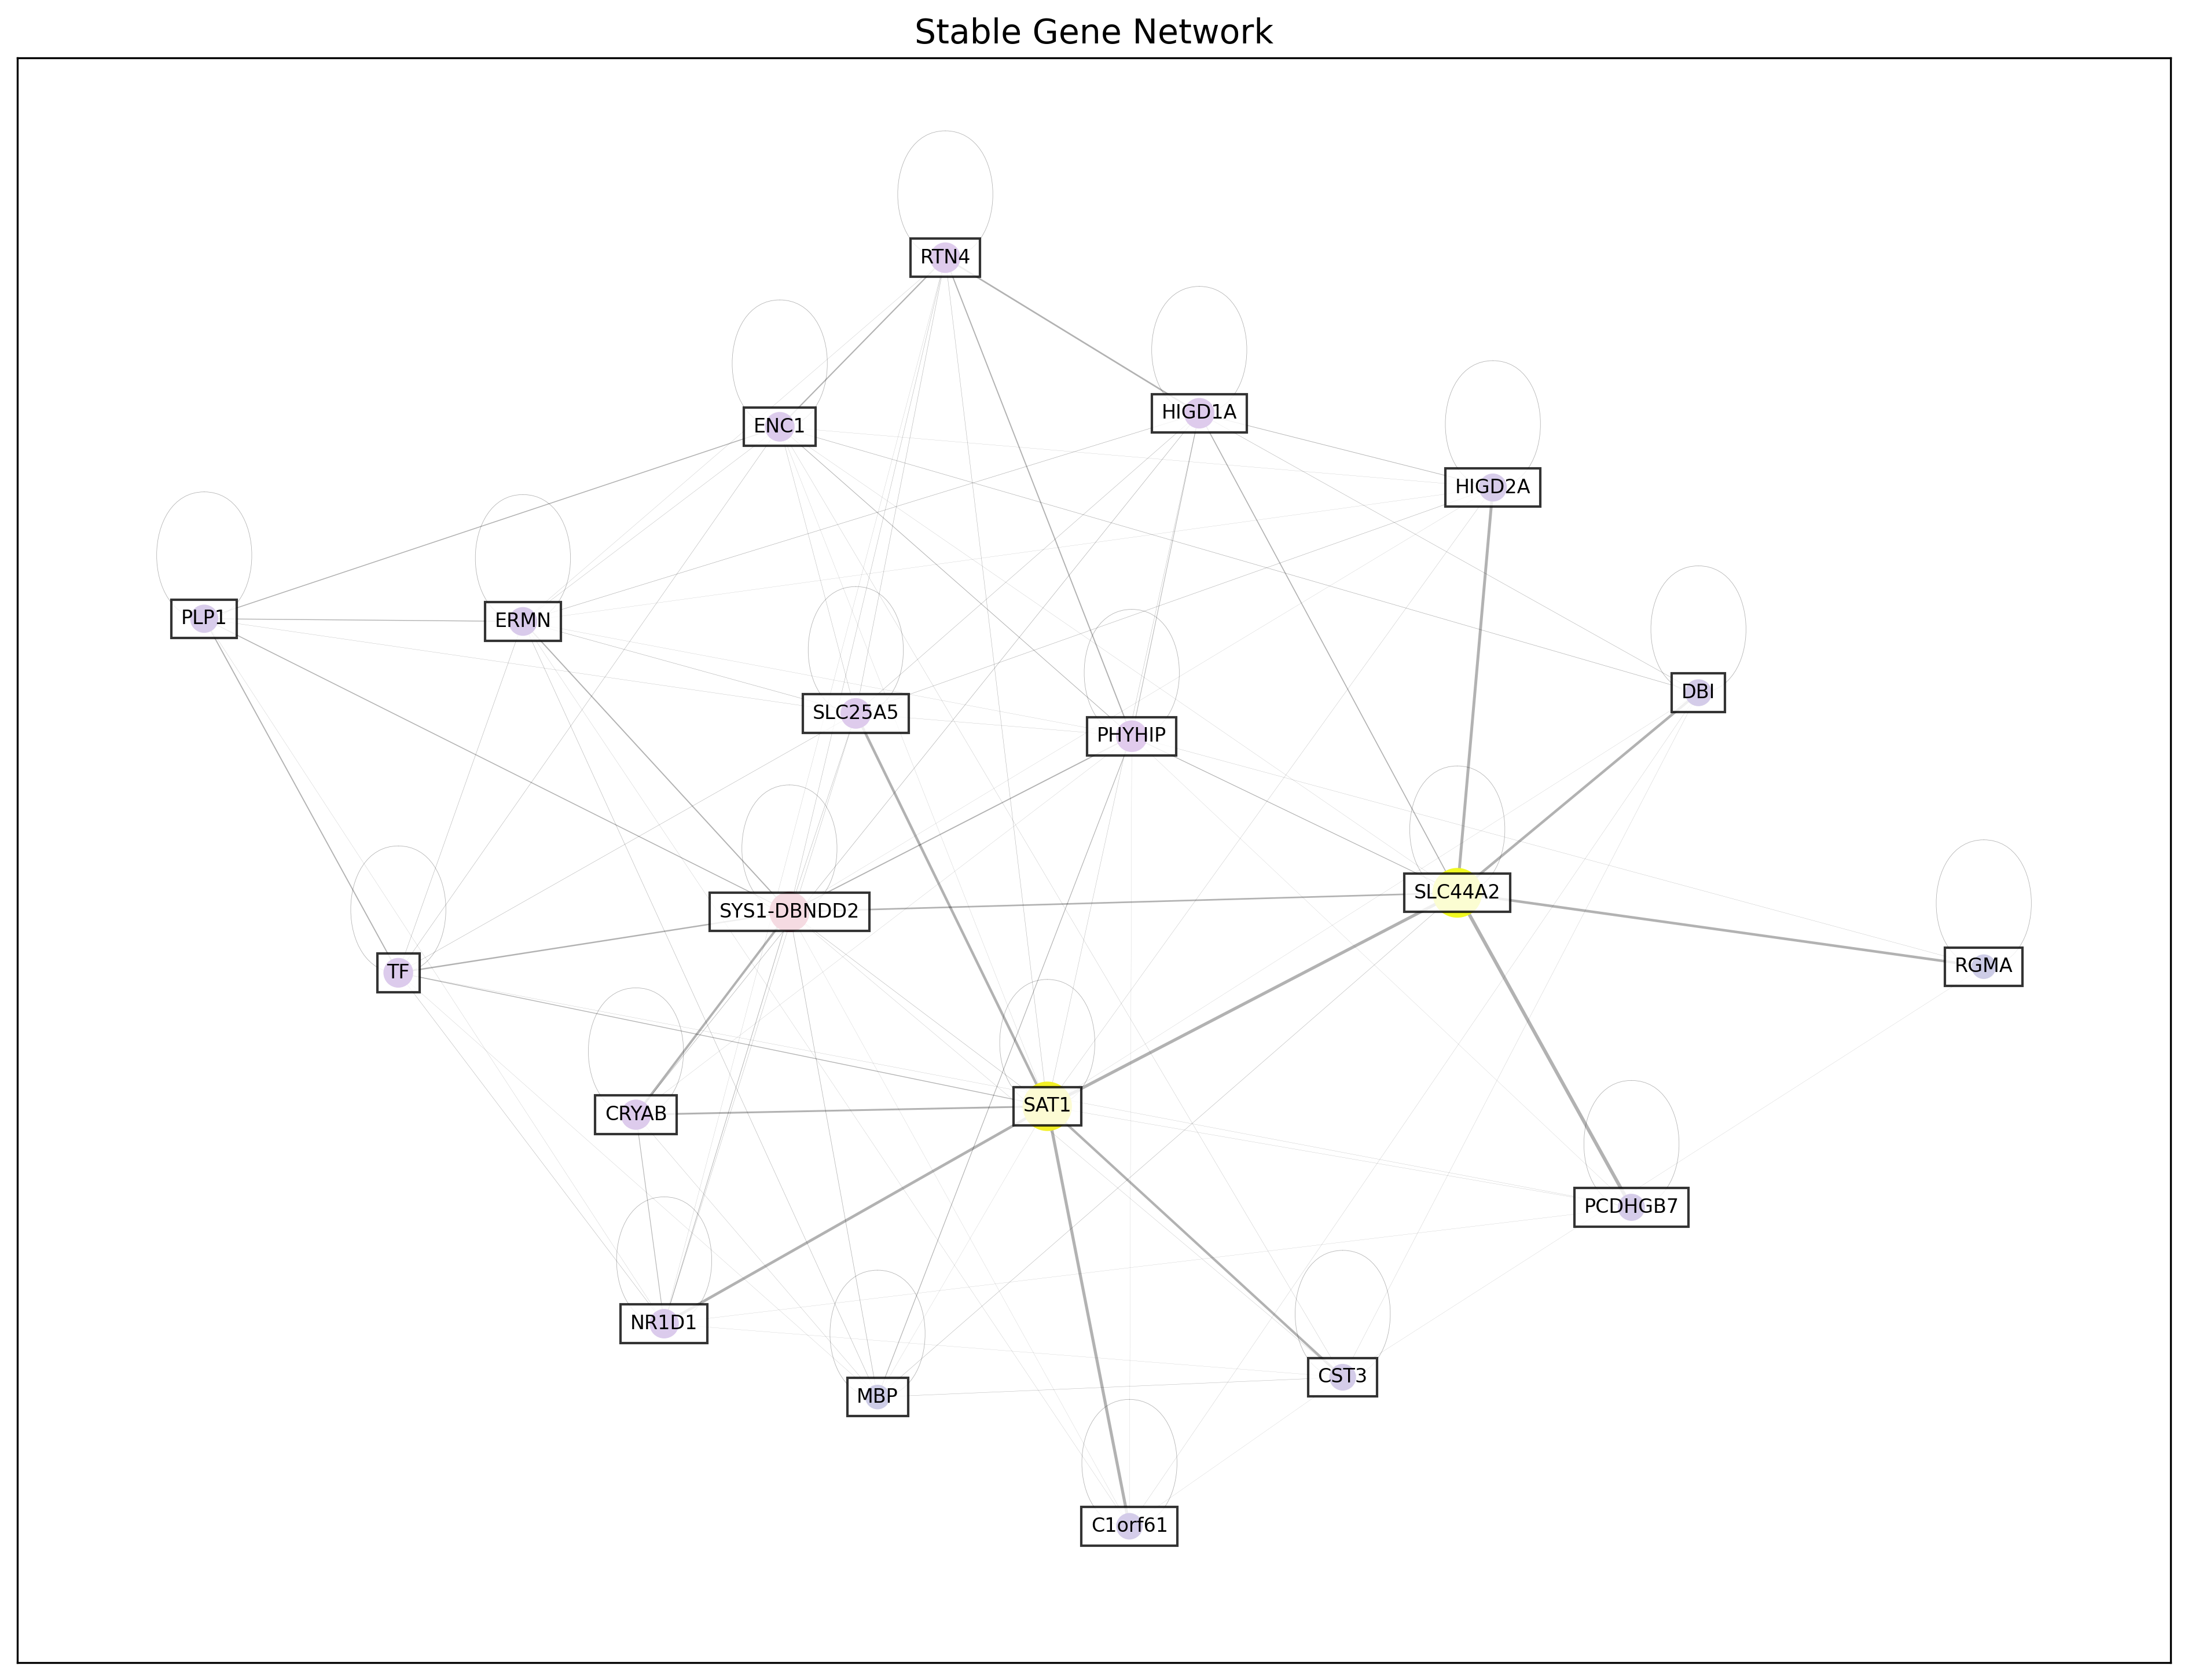 Stable Gene Network
RTN4
HIGD1A
ENC1
HIGD2A
PLP1
ERMN
DBI
SLC25A5
PHYHIP
SLC44A2
SYS1-DBNDD2
RGMA
TF
SAT1
CRYAB
PCDHGB7
NR1D1
CST3
MBP
C1orf61